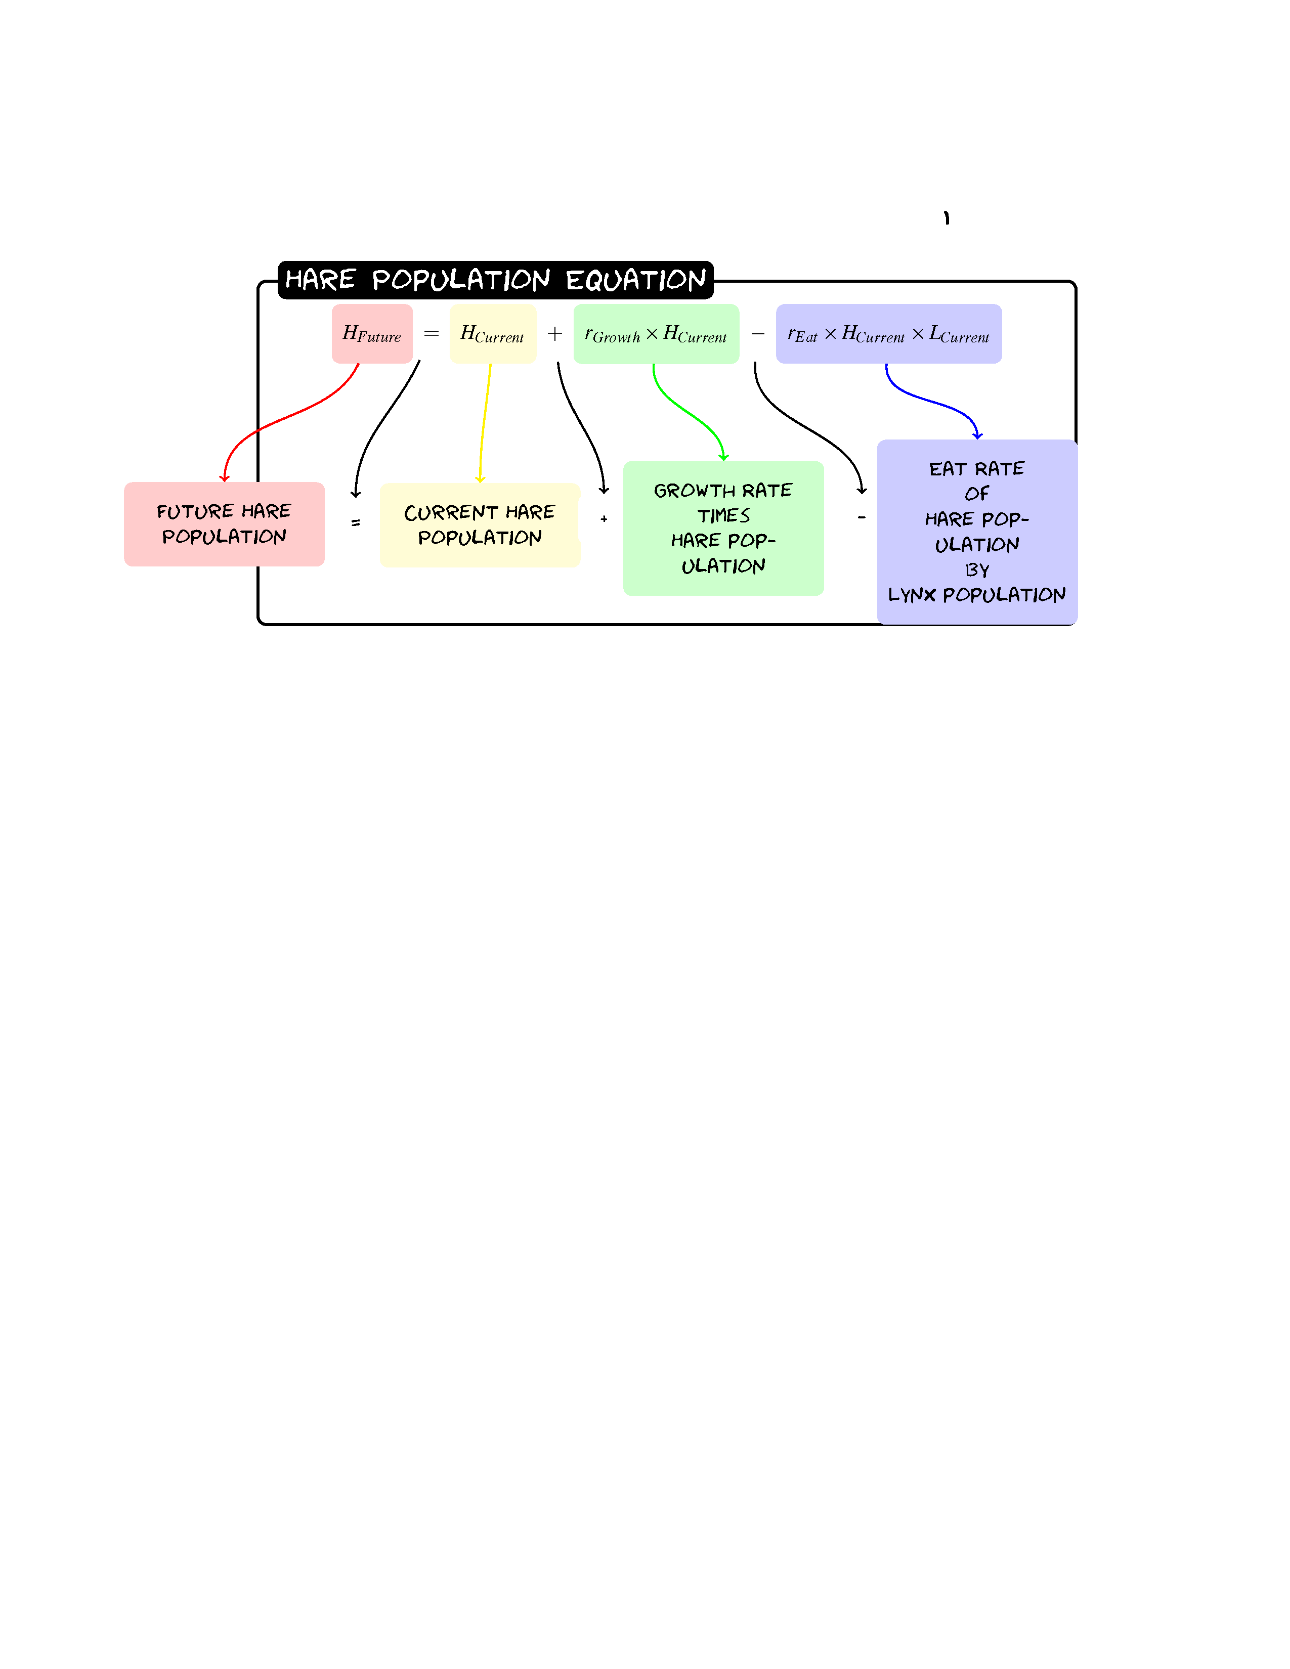 HARE POPULATION EQUATION
H_Future = H_Current + r_Growth × H_Current − r_Eat × H_Current × L_Current
FUTURE HARE
POPULATION
=
CURRENT HARE
POPULATION
+
GROWTH RATE
TIMES
HARE POP-
ULATION
-
EAT RATE
OF
HARE POP-
ULATION
BY
LYNX POPULATION